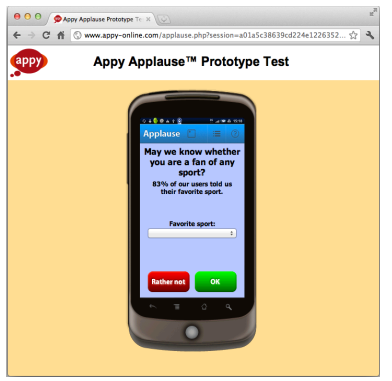 Appy Applause Prototype Te
www.appy-online.com/applause.php?session=a01a5c38639cd224e1226352...
appy
Appy Applause™ Prototype Test
Applause
May we know whether
you are a fan of any
sport?
83% of our users told us
their favorite sport.
Favorite sport:
Rather not
OK